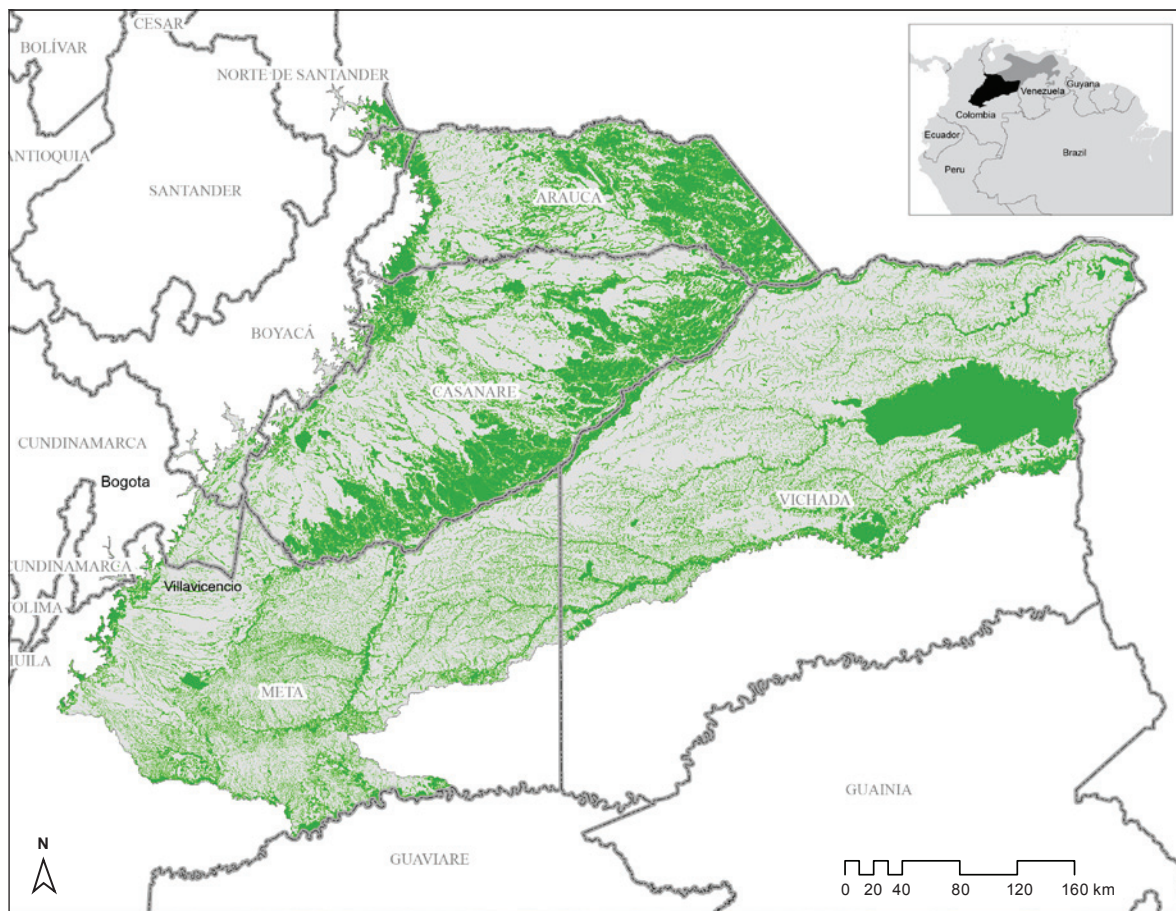 CESAR
BOLÍVAR
NORTE DE SANTANDER
ANTIOQUIA
SANTANDER
ARAUCA
BOYACÁ
CASANARE
CUNDINAMARCA
Bogota
VICHADA
CUNDINAMARCA
Villavicencio
OLIMA
HUILA
META
GUAINIA
GUAVIARE
Venezuela
Guyana
Colombia
Ecuador
Brazil
Peru
N
0 20 40 80 120 160 km